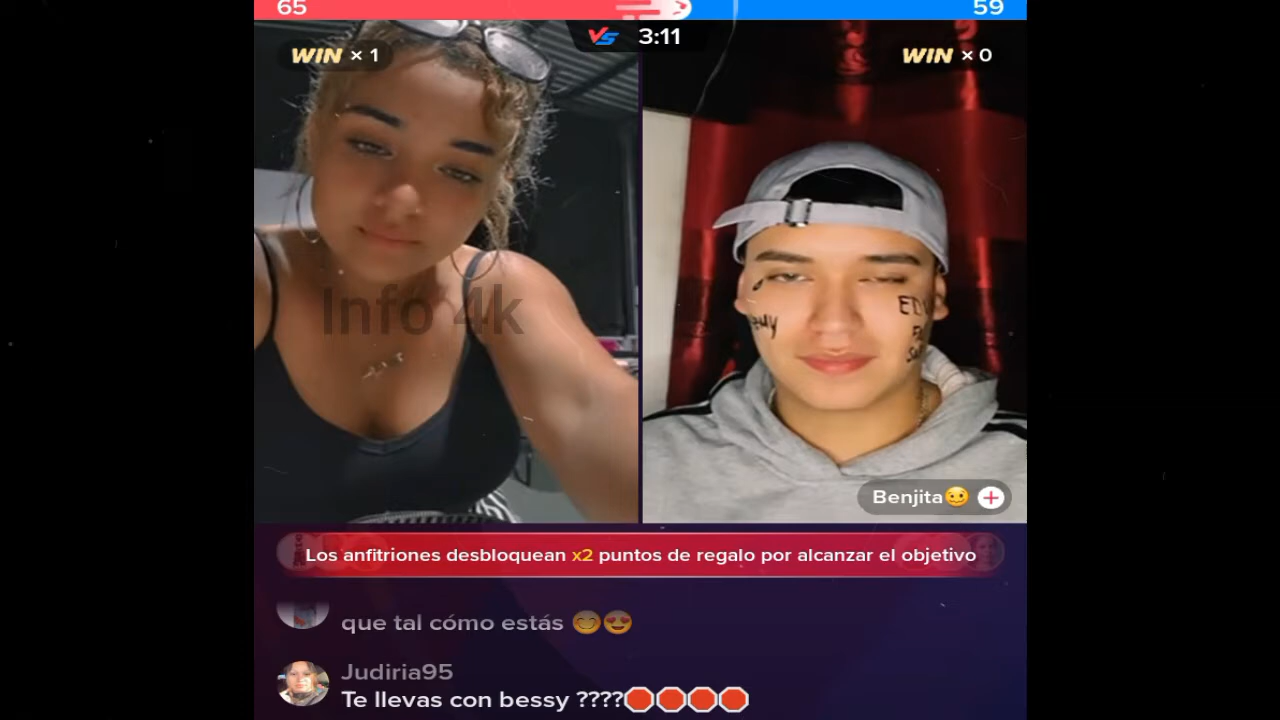 65
59
VS 3:11
WIN × 1
WIN × 0
Info 4k
Benjita🥴 +
Los anfitriones desbloquean x2 puntos de regalo por alcanzar el objetivo
que tal cómo estás 😊😍
Judiria95
Te llevas con bessy ????🛑🛑🛑🛑